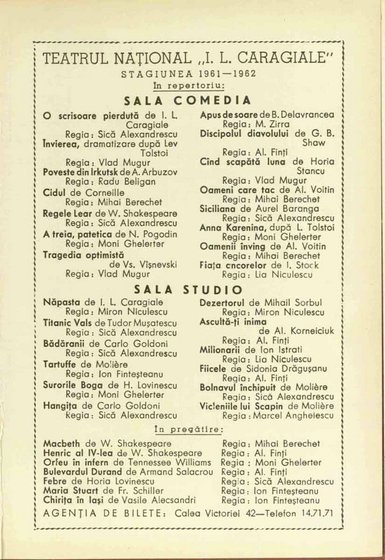 TEATRUL NAȚIONAL „I. L. CARAGIALE”
STAGIUNEA 1961—1962
In repertoriu:
SALA COMEDIA
O scrisoare pierdută de I. L.
Caragiale
Regia: Sică Alexandrescu
Învierea, dramatizare după Lev
Tolstoi
Regia: Vlad Mugur
Poveste din Irkutsk de A. Arbuzov
Regia: Radu Beligan
Cidul de Corneille
Regia: Mihai Berechet
Regele Lear de W. Shakespeare
Regia: Sică Alexandrescu
A treia, patetica de N. Pogodin
Regia: Moni Ghelerter
Tragedia optimistă
de Vs. Vișnevski
Regia: Vlad Mugur
Apus de soare de B. Delavrancea
Regia: M. Zirra
Discipolul diavolului de G. B.
Shaw
Regia: Al. Finți
Cînd scapătă luna de Horia
Stancu
Regia: Vlad Mugur
Oameni care tac de Al. Voitin
Regia: Mihai Berechet
Siciliana de Aurel Baranga
Regia: Sică Alexandrescu
Anna Karenina, după L. Tolstoi
Regia: Moni Ghelerter
Oamenii înving de Al. Voitin
Regia: Mihai Berechet
Fiața cncorelor de I. Stock
Regia: Lia Niculescu
SALA STUDIO
Năpasta de I. L. Caragiale
Regia: Miron Niculescu
Titanic Vals de Tudor Mușatescu
Regia: Sică Alexandrescu
Bădăranii de Carlo Goldoni
Regia: Sică Alexandrescu
Tartuffe de Molière
Regia: Ion Finteșteanu
Surorile Boga de H. Lovinescu
Regia: Moni Ghelerter
Hangița de Carlo Goldoni
Regia: Sică Alexandrescu
Dezertorul de Mihail Sorbul
Regia: Miron Niculescu
Ascultă-ți inima
de Al. Korneiciuk
Regia: Al. Finți
Milionarii de Ion Istrati
Regia: Lia Niculescu
Fiicele de Sidonia Drăgușanu
Regia: Al. Finți
Bolnavul închipuit de Molière
Regia: Sică Alexandrescu
Vicleniile lui Scapin de Molière
Regia: Marcel Anghelescu
În pregătire:
Macbeth de W. Shakespeare Regia: Mihai Berechet
Henric al IV-lea de W. Shakespeare Regia: Al. Finți
Orfeu in infern de Tennessee Williams Regia: Moni Ghelerter
Bulevardul Durand de Armand Salacrou Regia: Al. Finți
Febre de Horia Lovinescu Regia: Sică Alexandrescu
Maria Stuart de Fr. Schiller Regia: Ion Finteșteanu
Chirița în Iași de Vasile Alecsandri Regia: Ion Finteșteanu
AGENȚIA DE BILETE: Calea Victoriei 42—Telefon 14.71.71